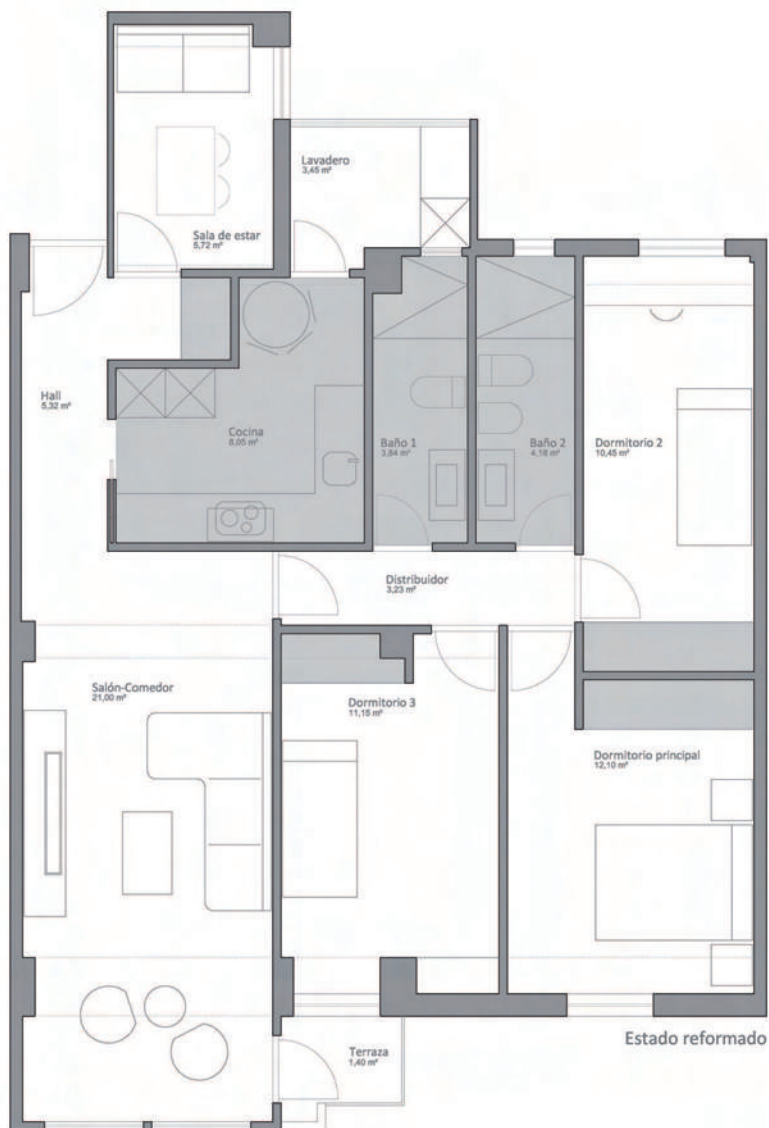 Lavadero
3,45 m²
Sala de estar
5,72 m²
Hall
5,32 m²
Cocina
8,05 m²
Baño 1
3,84 m²
Baño 2
4,18 m²
Dormitorio 2
10,45 m²
Distribuidor
3,23 m²
Salón-Comedor
21,00 m²
Dormitorio 3
11,15 m²
Dormitorio principal
12,10 m²
Estado reformado
Terraza
1,40 m²